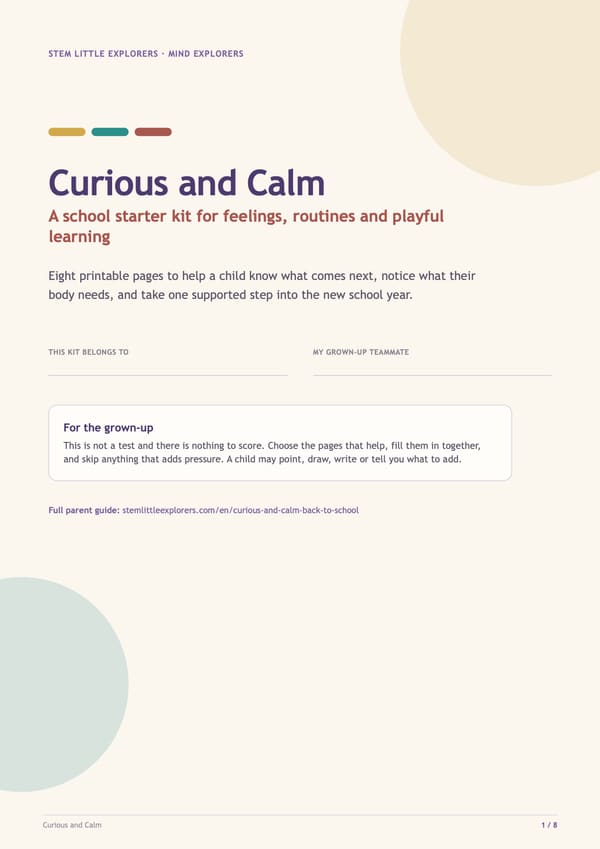 STEM LITTLE EXPLORERS · MIND EXPLORERS
Curious and Calm
A school starter kit for feelings, routines and playful
learning
Eight printable pages to help a child know what comes next, notice what their
body needs, and take one supported step into the new school year.
THIS KIT BELONGS TO
MY GROWN-UP TEAMMATE
For the grown-up
This is not a test and there is nothing to score. Choose the pages that help, fill them in together,
and skip anything that adds pressure. A child may point, draw, write or tell you what to add.
Full parent guide: stemlittleexplorers.com/en/curious-and-calm-back-to-school
Curious and Calm
1 / 8